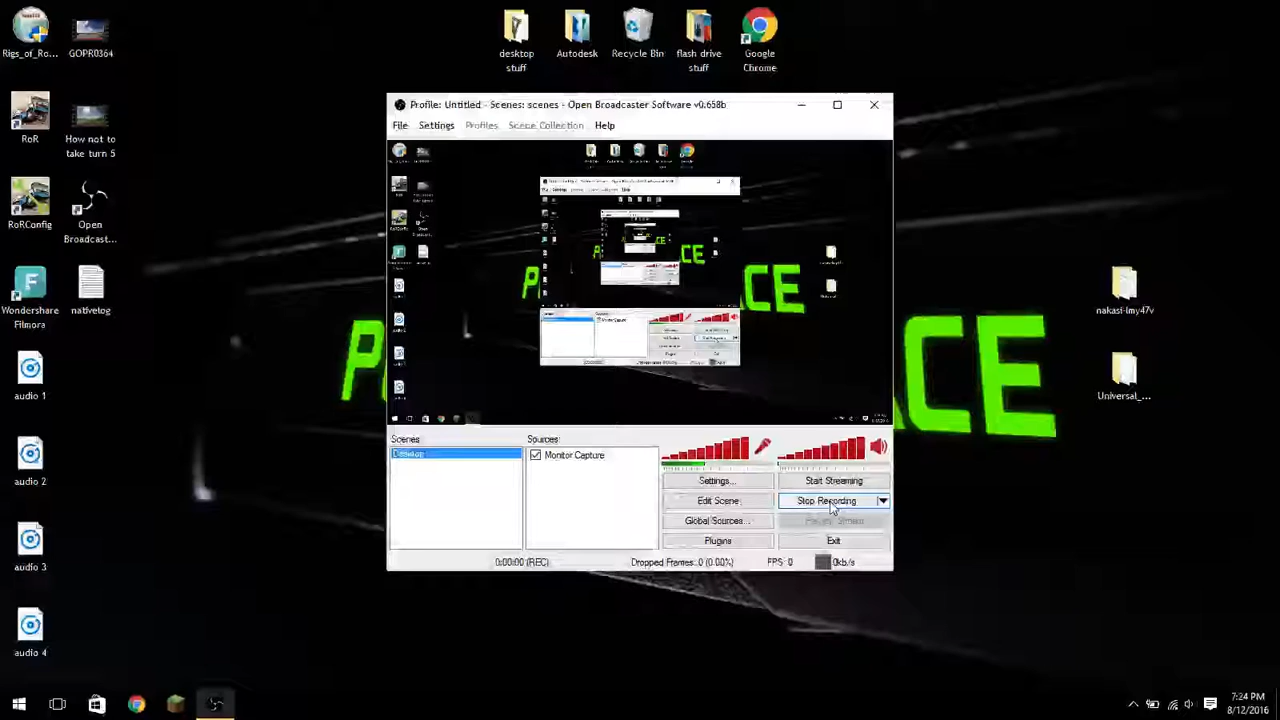 Rigs_of_Ro...
GOPR0364
desktop
stuff
Autodesk
Recycle Bin
flash drive
stuff
Google
Chrome
RoR
How not to
take turn 5
RoRConfig
Open
Broadcast...
Wondershare
Filmora
nativelog
audio 1
audio 2
audio 3
audio 4
nakasi-lmy47v
Universal_...
Profile: Untitled - Scenes: scenes - Open Broadcaster Software v0.658b
File Settings Profiles Scene Collection Help
ACE
Scenes:
Sources:
Monitor Capture
Settings...
Start Streaming
Edit Scene
Stop Recording
Global Sources...
Plugins
Exit
0:00:00 (REC)
Dropped Frames: 0 (0.00%)
FPS: 0
0kb/s
7:24 PM
8/12/2016